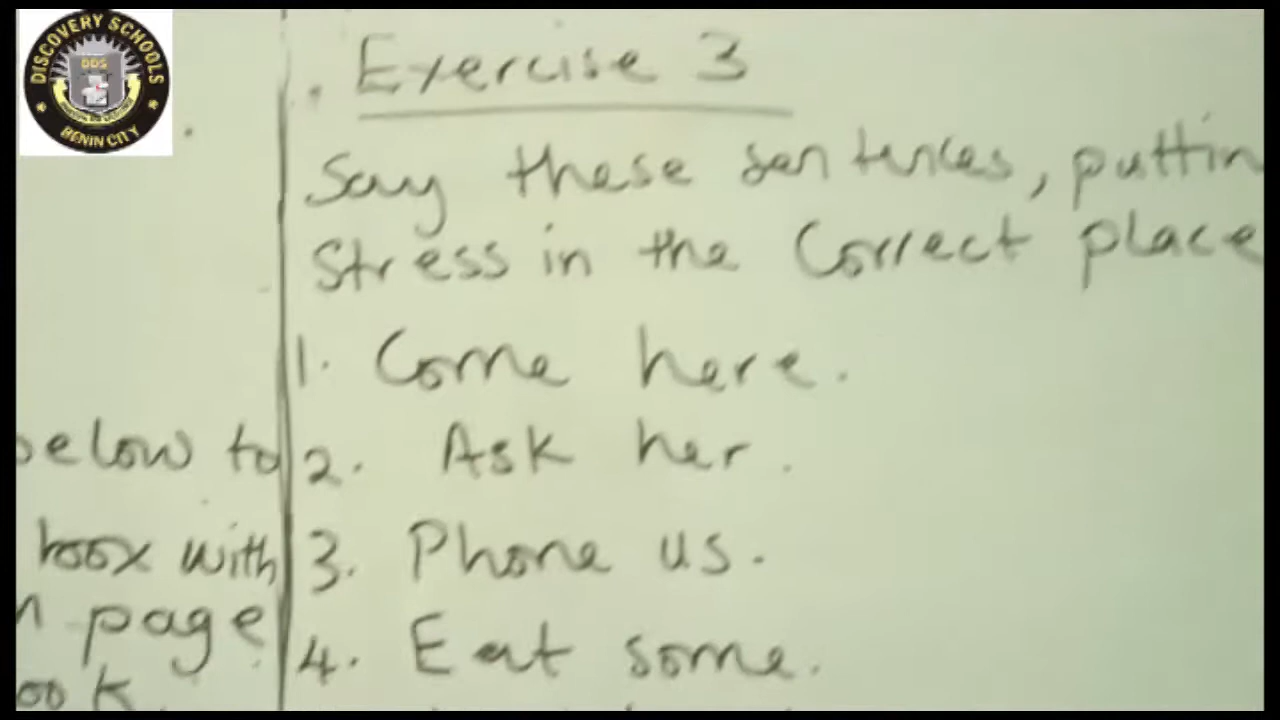 DISCOVERY SCHOOLS
DDS
BENIN CITY
Exercise 3
Say these sentences, puttin
Stress in the Correct place
1. Come here.
2. Ask her.
3. Phone us.
4. Eat some.
below to
box with
page